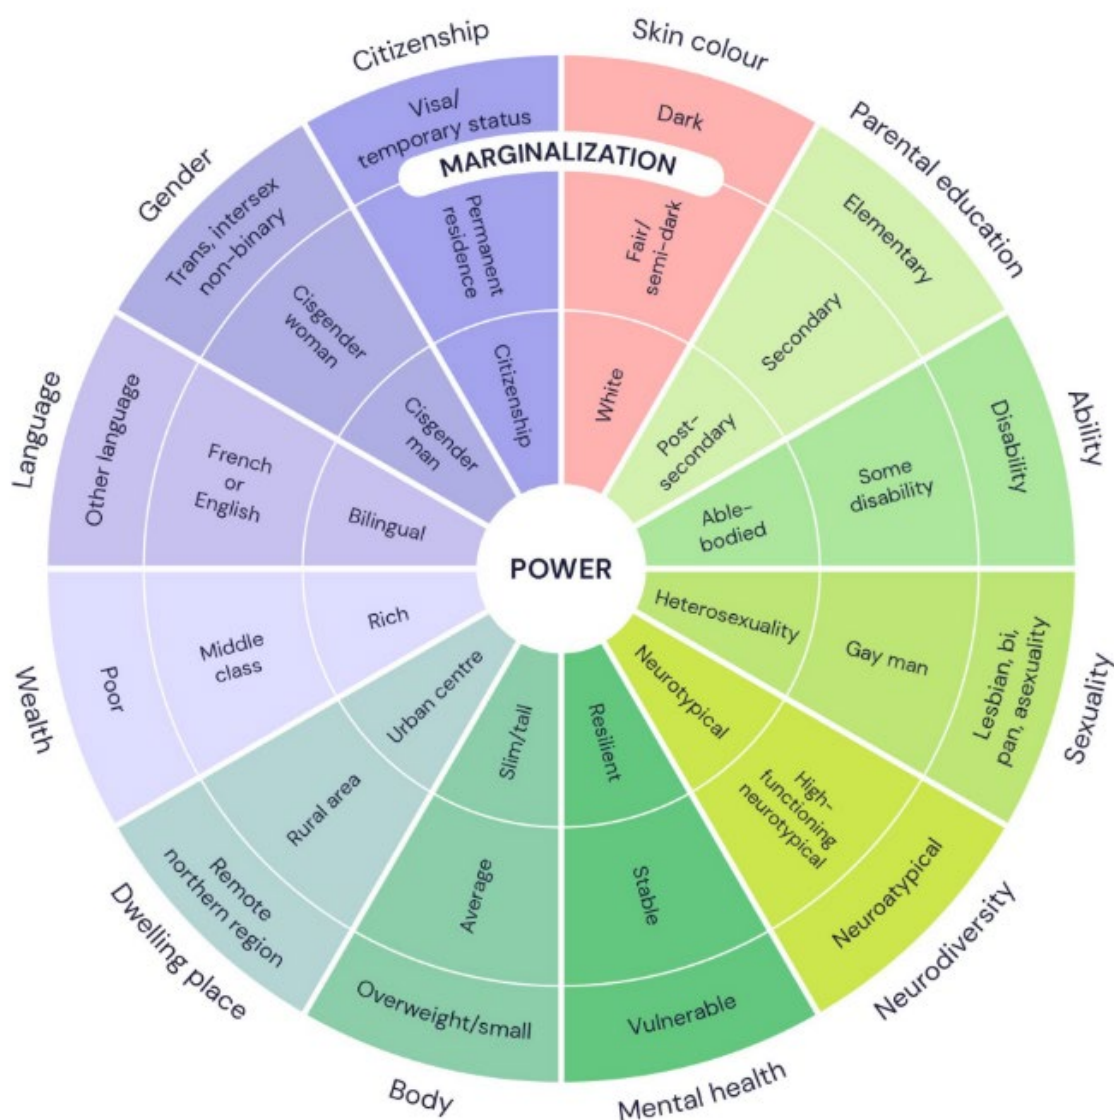 Citizenship
Visa/
temporary status
Permanent
residence
Citizenship
Skin colour
Dark
Fair/
semi-dark
White
Parental education
Elementary
Secondary
Post-
secondary
Ability
Disability
Some
disability
Able-
bodied
Sexuality
Lesbian, bi,
pan, asexuality
Gay man
Heterosexuality
Neurodiversity
Neuroatypical
High-
functioning
neurotypical
Neurotypical
Mental health
Vulnerable
Stable
Resilient
Body
Overweight/small
Average
Slim/tall
Dwelling place
Remote
northern region
Rural area
Urban centre
Wealth
Poor
Middle
class
Rich
Language
Other language
French
or
English
Bilingual
Gender
Trans, intersex
non-binary
Cisgender
woman
Cisgender
man
MARGINALIZATION
POWER